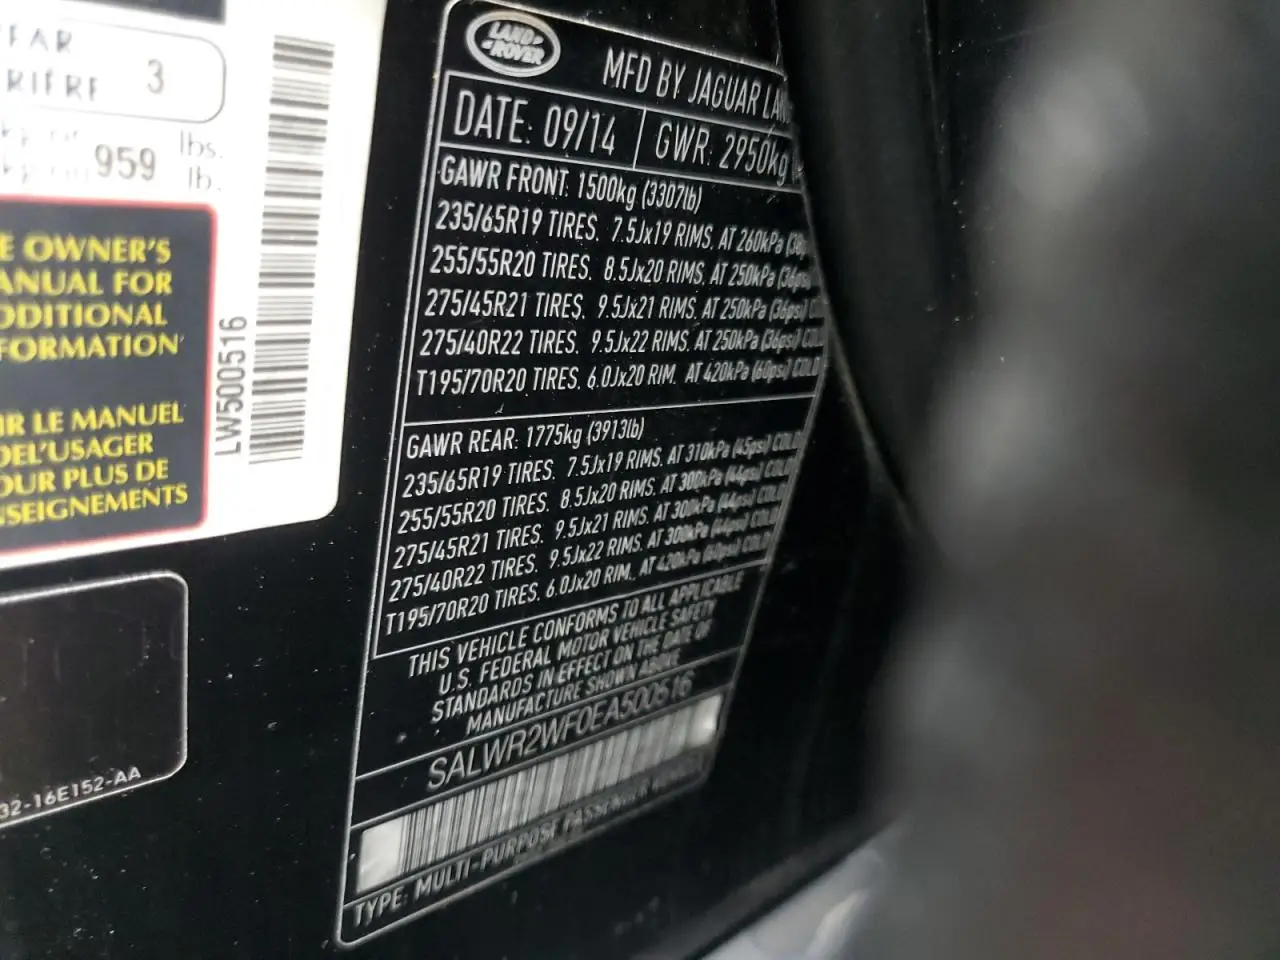 EAR
RIÈRE 3
959 lbs.
lb.
E OWNER'S
ANUAL FOR
DDITIONAL
FORMATION
IR LE MANUEL
DEL'USAGER
OUR PLUS DE
NSEIGNEMENTS
LW500516
32-16E152-AA
LAND
ROVER
MFD BY JAGUAR LAN
DATE: 09/14 GWR: 2950kg
GAWR FRONT: 1500kg (3307lb)
235/65R19 TIRES, 7.5Jx19 RIMS, AT 260kPa
255/55R20 TIRES, 8.5Jx20 RIMS, AT 250kPa (36psi)
275/45R21 TIRES, 9.5Jx21 RIMS, AT 250kPa (36psi)
275/40R22 TIRES, 9.5Jx22 RIMS, AT 250kPa (36psi)
T195/70R20 TIRES, 6.0Jx20 RIM, AT 420kPa (60psi) COLD
GAWR REAR: 1775kg (3913lb)
235/65R19 TIRES, 7.5Jx19 RIMS, AT 310kPa (45psi) COLD
255/55R20 TIRES, 8.5Jx20 RIMS, AT 300kPa (44psi) COLD
275/45R21 TIRES, 9.5Jx21 RIMS, AT 300kPa (44psi) COLD
275/40R22 TIRES, 9.5Jx22 RIMS, AT 300kPa (44psi) COLD
T195/70R20 TIRES, 6.0Jx20 RIM, AT 420kPa (60psi) COLD
THIS VEHICLE CONFORMS TO ALL APPLICABLE
U.S. FEDERAL MOTOR VEHICLE SAFETY
STANDARDS IN EFFECT ON THE DATE OF
MANUFACTURE SHOWN ABOVE
SALWR2WF0EA500516
TYPE: MULTI-PURPOSE PASSENGER VEHICLE